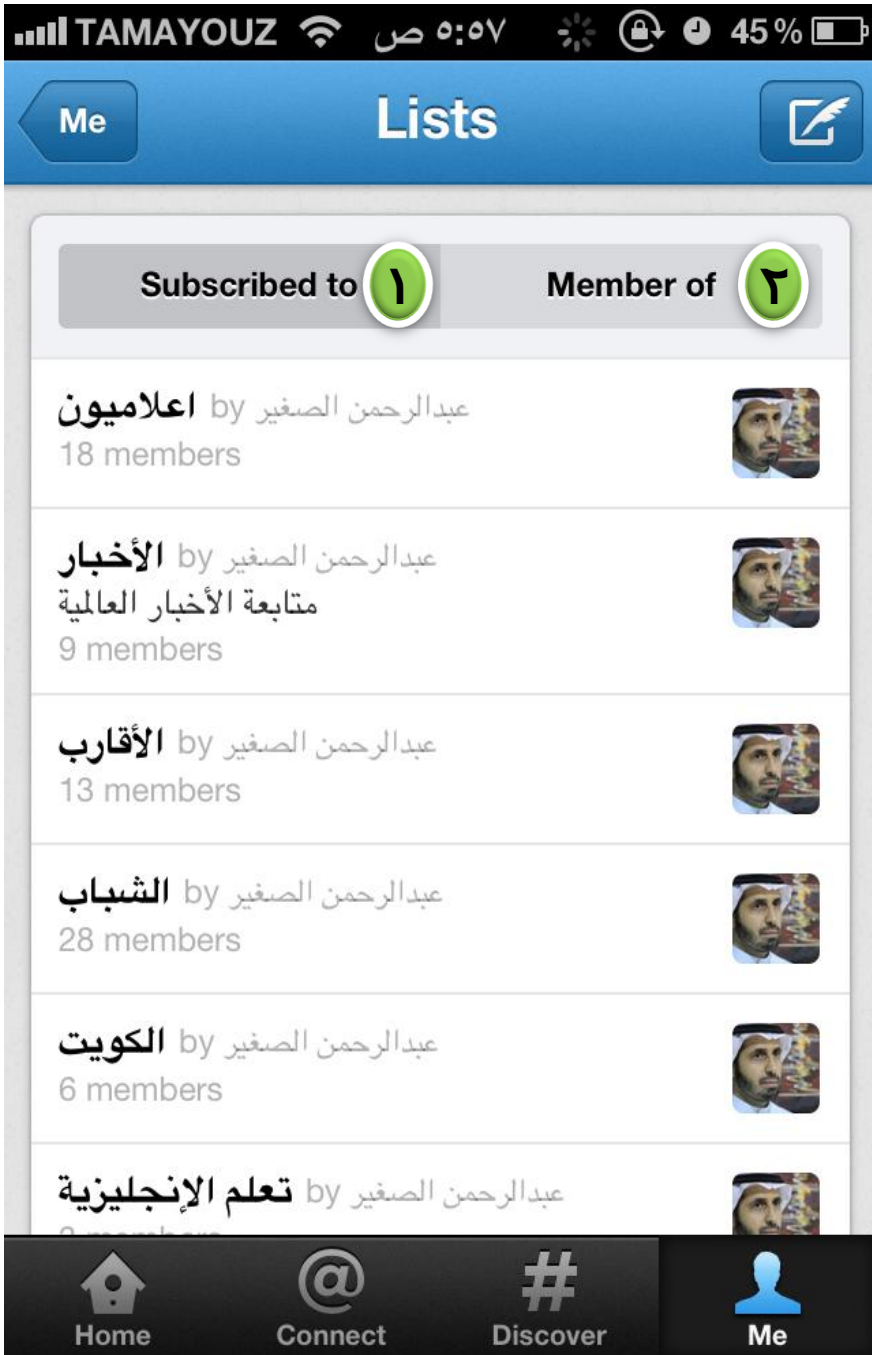 TAMAYOUZ ٥:٥٧ ص 45%
Me Lists
Subscribed to ١ Member of ٢
اعلاميون by عبدالرحمن الصغير
18 members
الأخبار by عبدالرحمن الصغير
متابعة الأخبار العالمية
9 members
الأقارب by عبدالرحمن الصغير
13 members
الشباب by عبدالرحمن الصغير
28 members
الكويت by عبدالرحمن الصغير
6 members
تعلم الإنجليزية by عبدالرحمن الصغير
members
Home Connect Discover Me